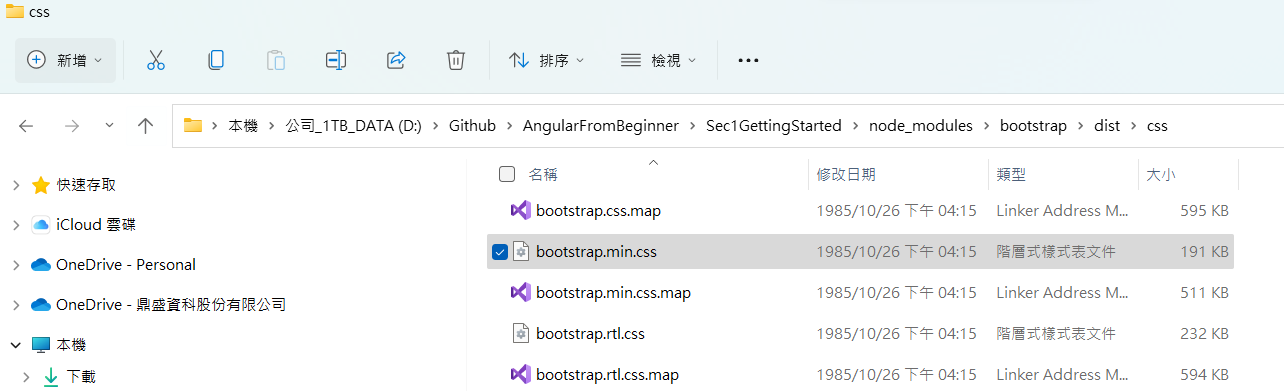 css
新增 排序 檢視
本機 公司_1TB_DATA (D:) Github AngularFromBeginner Sec1GettingStarted node_modules bootstrap dist css
名稱 修改日期 類型 大小
快速存取
iCloud 雲碟
OneDrive - Personal
OneDrive - 鼎盛資科股份有限公司
本機
下載
bootstrap.css.map 1985/10/26 下午 04:15 Linker Address M... 595 KB
bootstrap.min.css 1985/10/26 下午 04:15 階層式樣式表文件 191 KB
bootstrap.min.css.map 1985/10/26 下午 04:15 Linker Address M... 511 KB
bootstrap.rtl.css 1985/10/26 下午 04:15 階層式樣式表文件 232 KB
bootstrap.rtl.css.map 1985/10/26 下午 04:15 Linker Address M... 594 KB